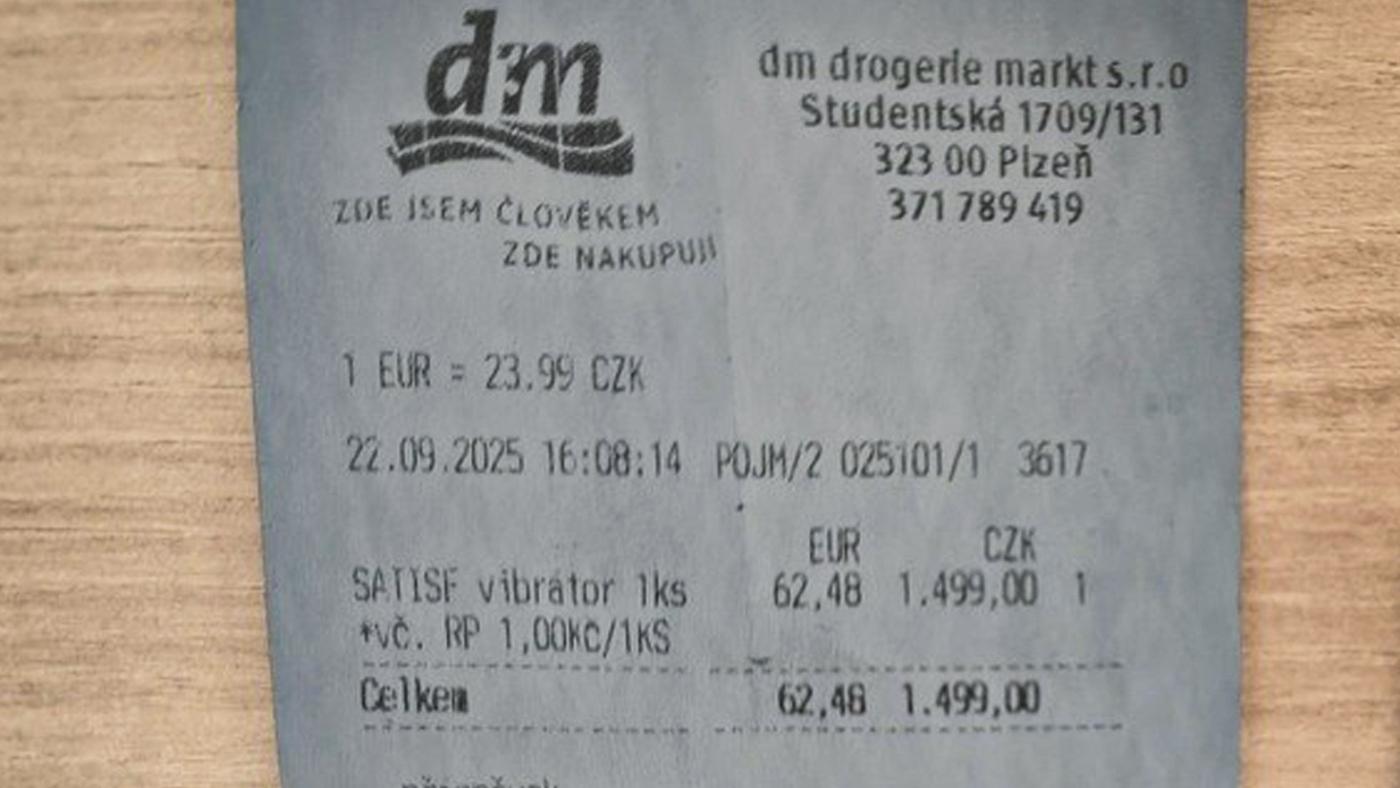 dm
dm drogerie markt s.r.o
Studentská 1709/131
323 00 Plzeň
371 789 419
ZDE JSEM ČLOVĚKEM
ZDE NAKUPUJI
1 EUR = 23.99 CZK
22.09.2025 16:08:14 POJM/2 025101/1 3617
EUR CZK
SATISF vibrátor 1ks 62,48 1.499,00 1
*vč. RP 1,00KC/1KS
Celkem 62,48 1.499,00